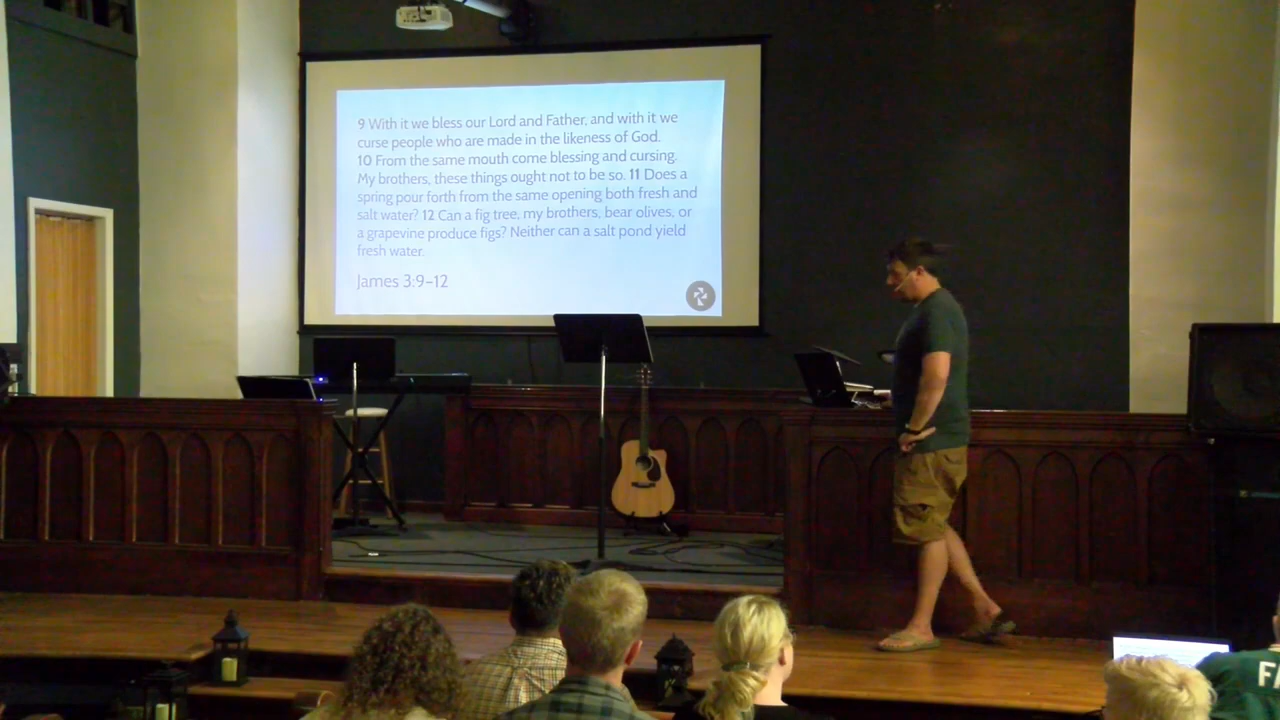 9 With it we bless our Lord and Father, and with it we
curse people who are made in the likeness of God.
10 From the same mouth come blessing and cursing.
My brothers, these things ought not to be so. 11 Does a
spring pour forth from the same opening both fresh and
salt water? 12 Can a fig tree, my brothers, bear olives, or
a grapevine produce figs? Neither can a salt pond yield
fresh water.
James 3:9–12